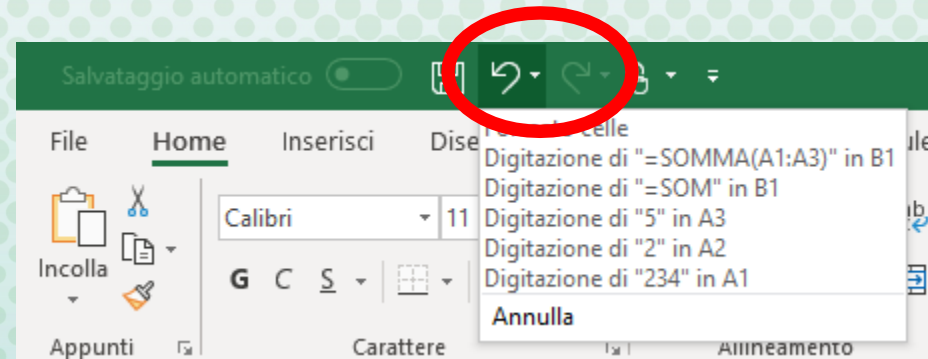 Salvataggio automatico
File Home Inserisci Dise
celle
Digitazione di "=SOMMA(A1:A3)" in B1
Digitazione di "=SOM" in B1
Digitazione di "5" in A3
Digitazione di "2" in A2
Digitazione di "234" in A1
Annulla
Calibri 11
Incolla
G C S
Appunti Carattere Allineamento